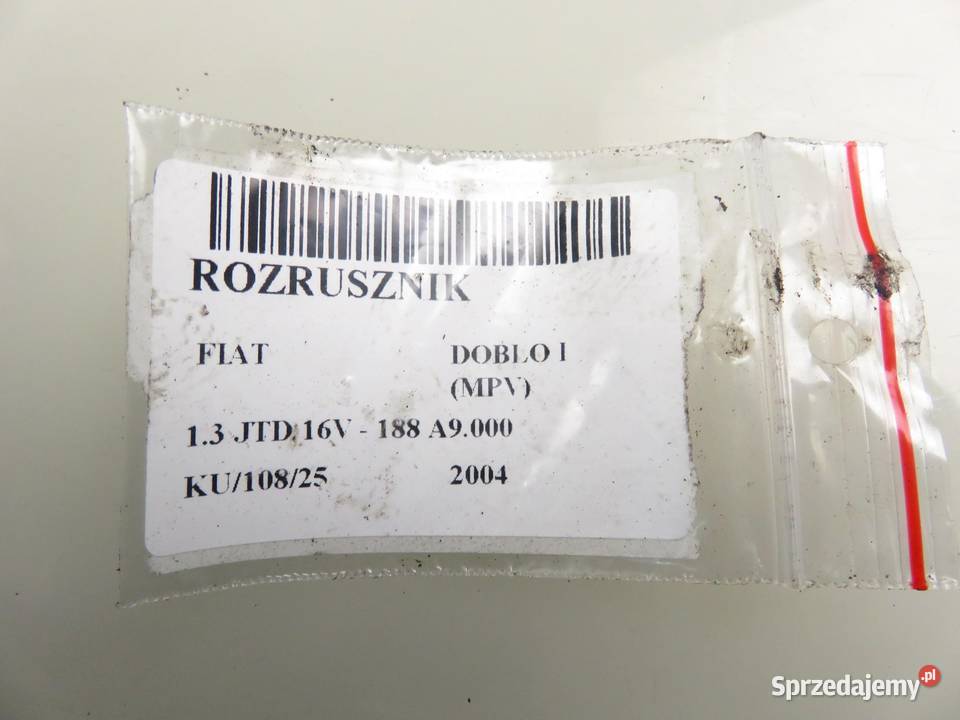 ROZRUSZNIK
FIAT DOBLO I
(MPV)
1.3 JTD 16V - 188 A9.000
KU/108/25 2004
Sprzedajemy.pl